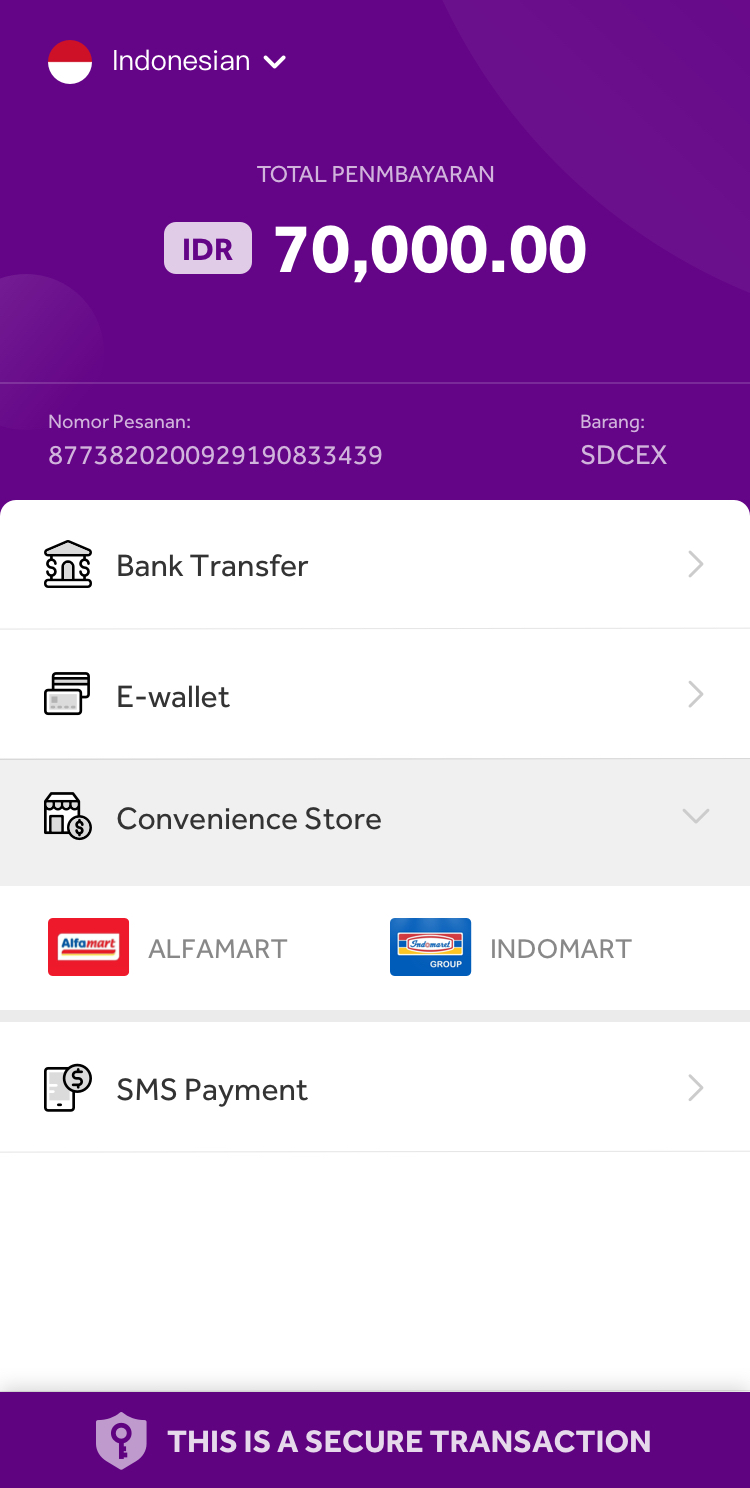 Indonesian
TOTAL PENMBAYARAN
IDR 70,000.00
Nomor Pesanan:
8773820200929190833439
Barang:
SDCEX
Bank Transfer
E-wallet
Convenience Store
Alfamart
ALFAMART
Indomaret
GROUP
INDOMART
SMS Payment
THIS IS A SECURE TRANSACTION